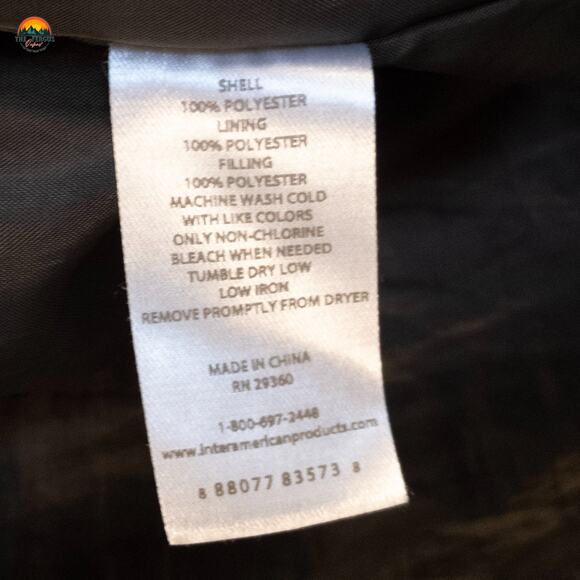 THE FERGUS
SHELL
100% POLYESTER
LINING
100% POLYESTER
FILLING
100% POLYESTER
MACHINE WASH COLD
WITH LIKE COLORS
ONLY NON-CHLORINE
BLEACH WHEN NEEDED
TUMBLE DRY LOW
LOW IRON
REMOVE PROMPTLY FROM DRYER
MADE IN CHINA
RN 29360
1-800-697-2448
www.interamericanproducts.com
8 88077 83573 8